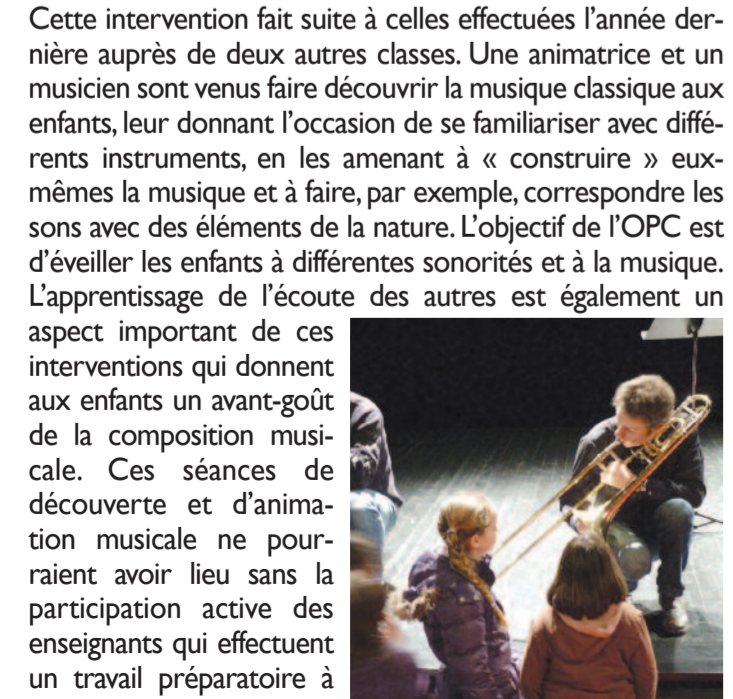 Cette intervention fait suite à celles effectuées l’année der-
nière auprès de deux autres classes. Une animatrice et un
musicien sont venus faire découvrir la musique classique aux
enfants, leur donnant l’occasion de se familiariser avec diffé-
rents instruments, en les amenant à « construire » eux-
mêmes la musique et à faire, par exemple, correspondre les
sons avec des éléments de la nature. L’objectif de l’OPC est
d’éveiller les enfants à différentes sonorités et à la musique.
L’apprentissage de l’écoute des autres est également un
aspect important de ces
interventions qui donnent
aux enfants un avant-goût
de la composition musi-
cale. Ces séances de
découverte et d’anima-
tion musicale ne pour-
raient avoir lieu sans la
participation active des
enseignants qui effectuent
un travail préparatoire à